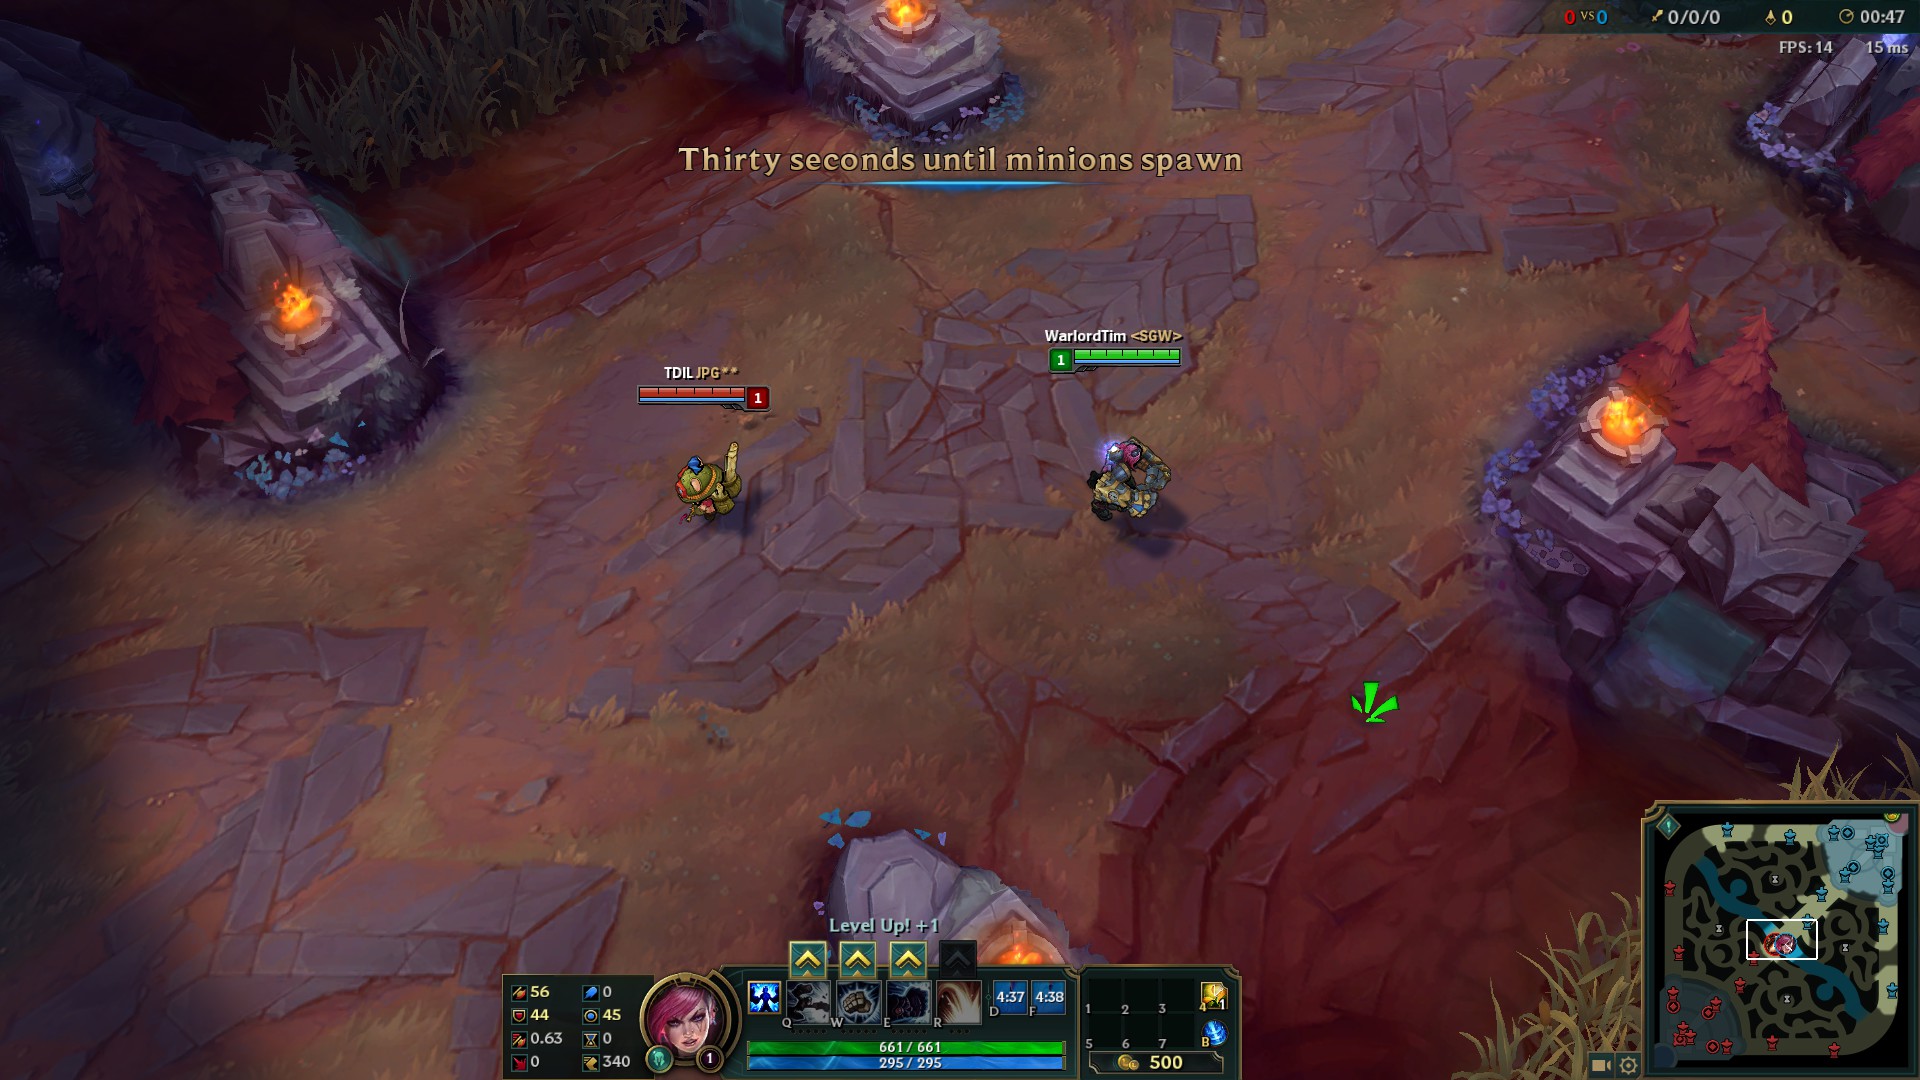 0 VS 0 0/0/0 0 00:47
FPS: 14 15 ms
Thirty seconds until minions spawn
WarlordTim <SGW>
1
TDIL JPG**
1
Level Up! +1
56 0
44 45
0.63 0
0 340
1
Q W E R
4:37 4:38
D F
661 / 661
295 / 295
1 2 3 4 1
5 6 7 B
500